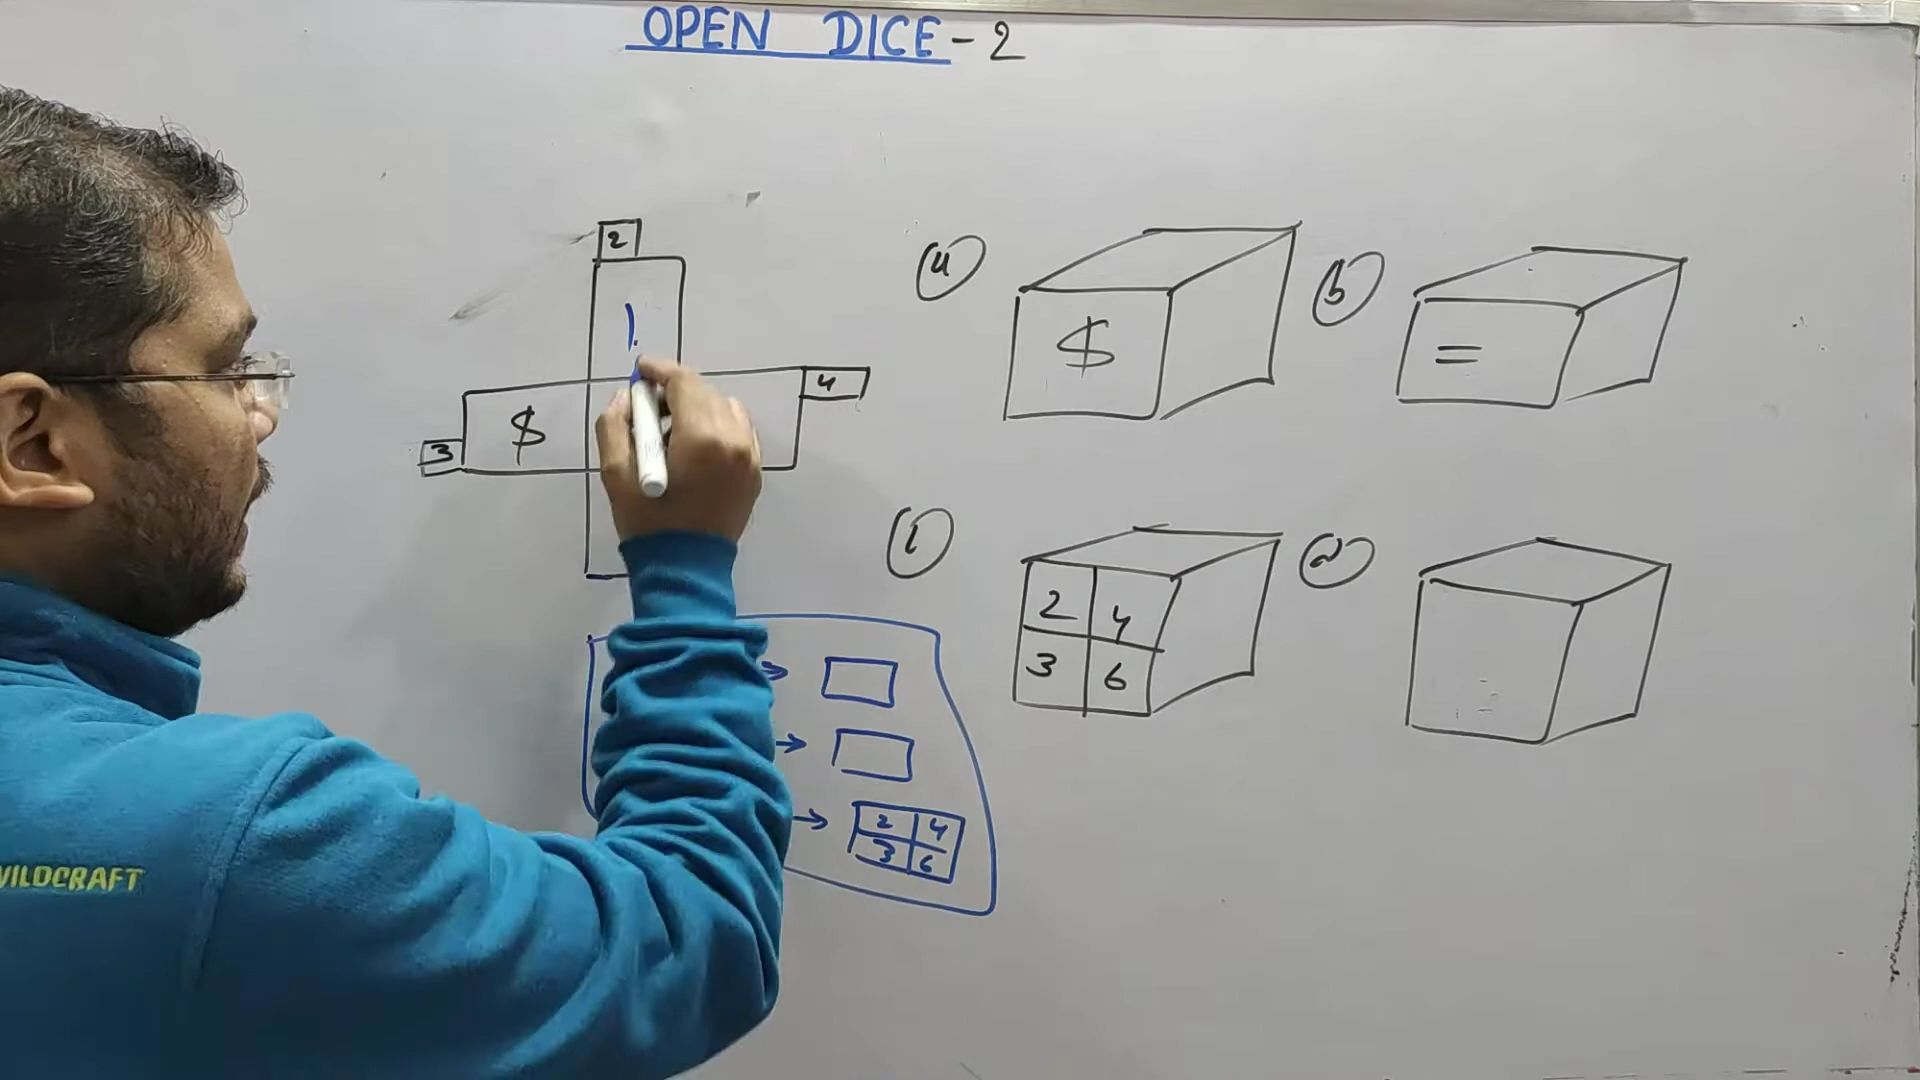 OPEN DICE - 2
2
1
4
$
3
(a)
$
(b)
=
(c)
2 4
3 6
(d)
2 4
3 6
WILDCRAFT